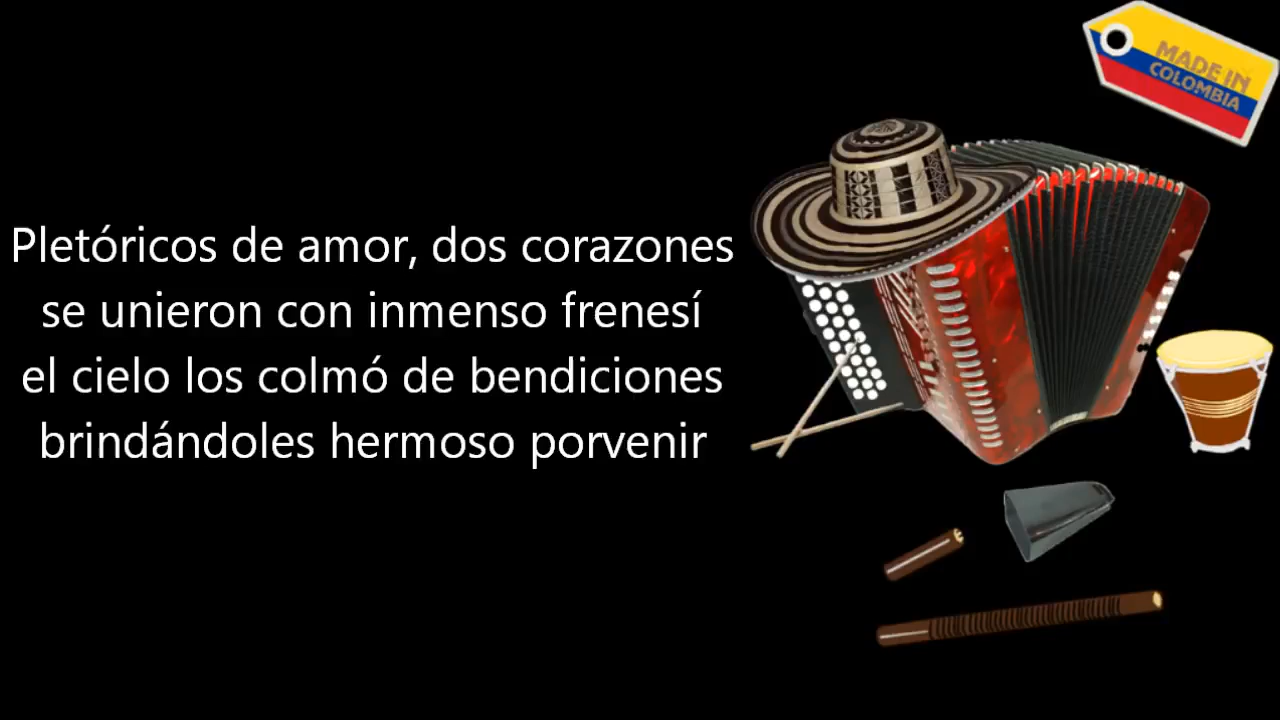 Pletóricos de amor, dos corazones
se unieron con inmenso frenesí
el cielo los colmó de bendiciones
brindándoles hermoso porvenir
MADE IN
COLOMBIA